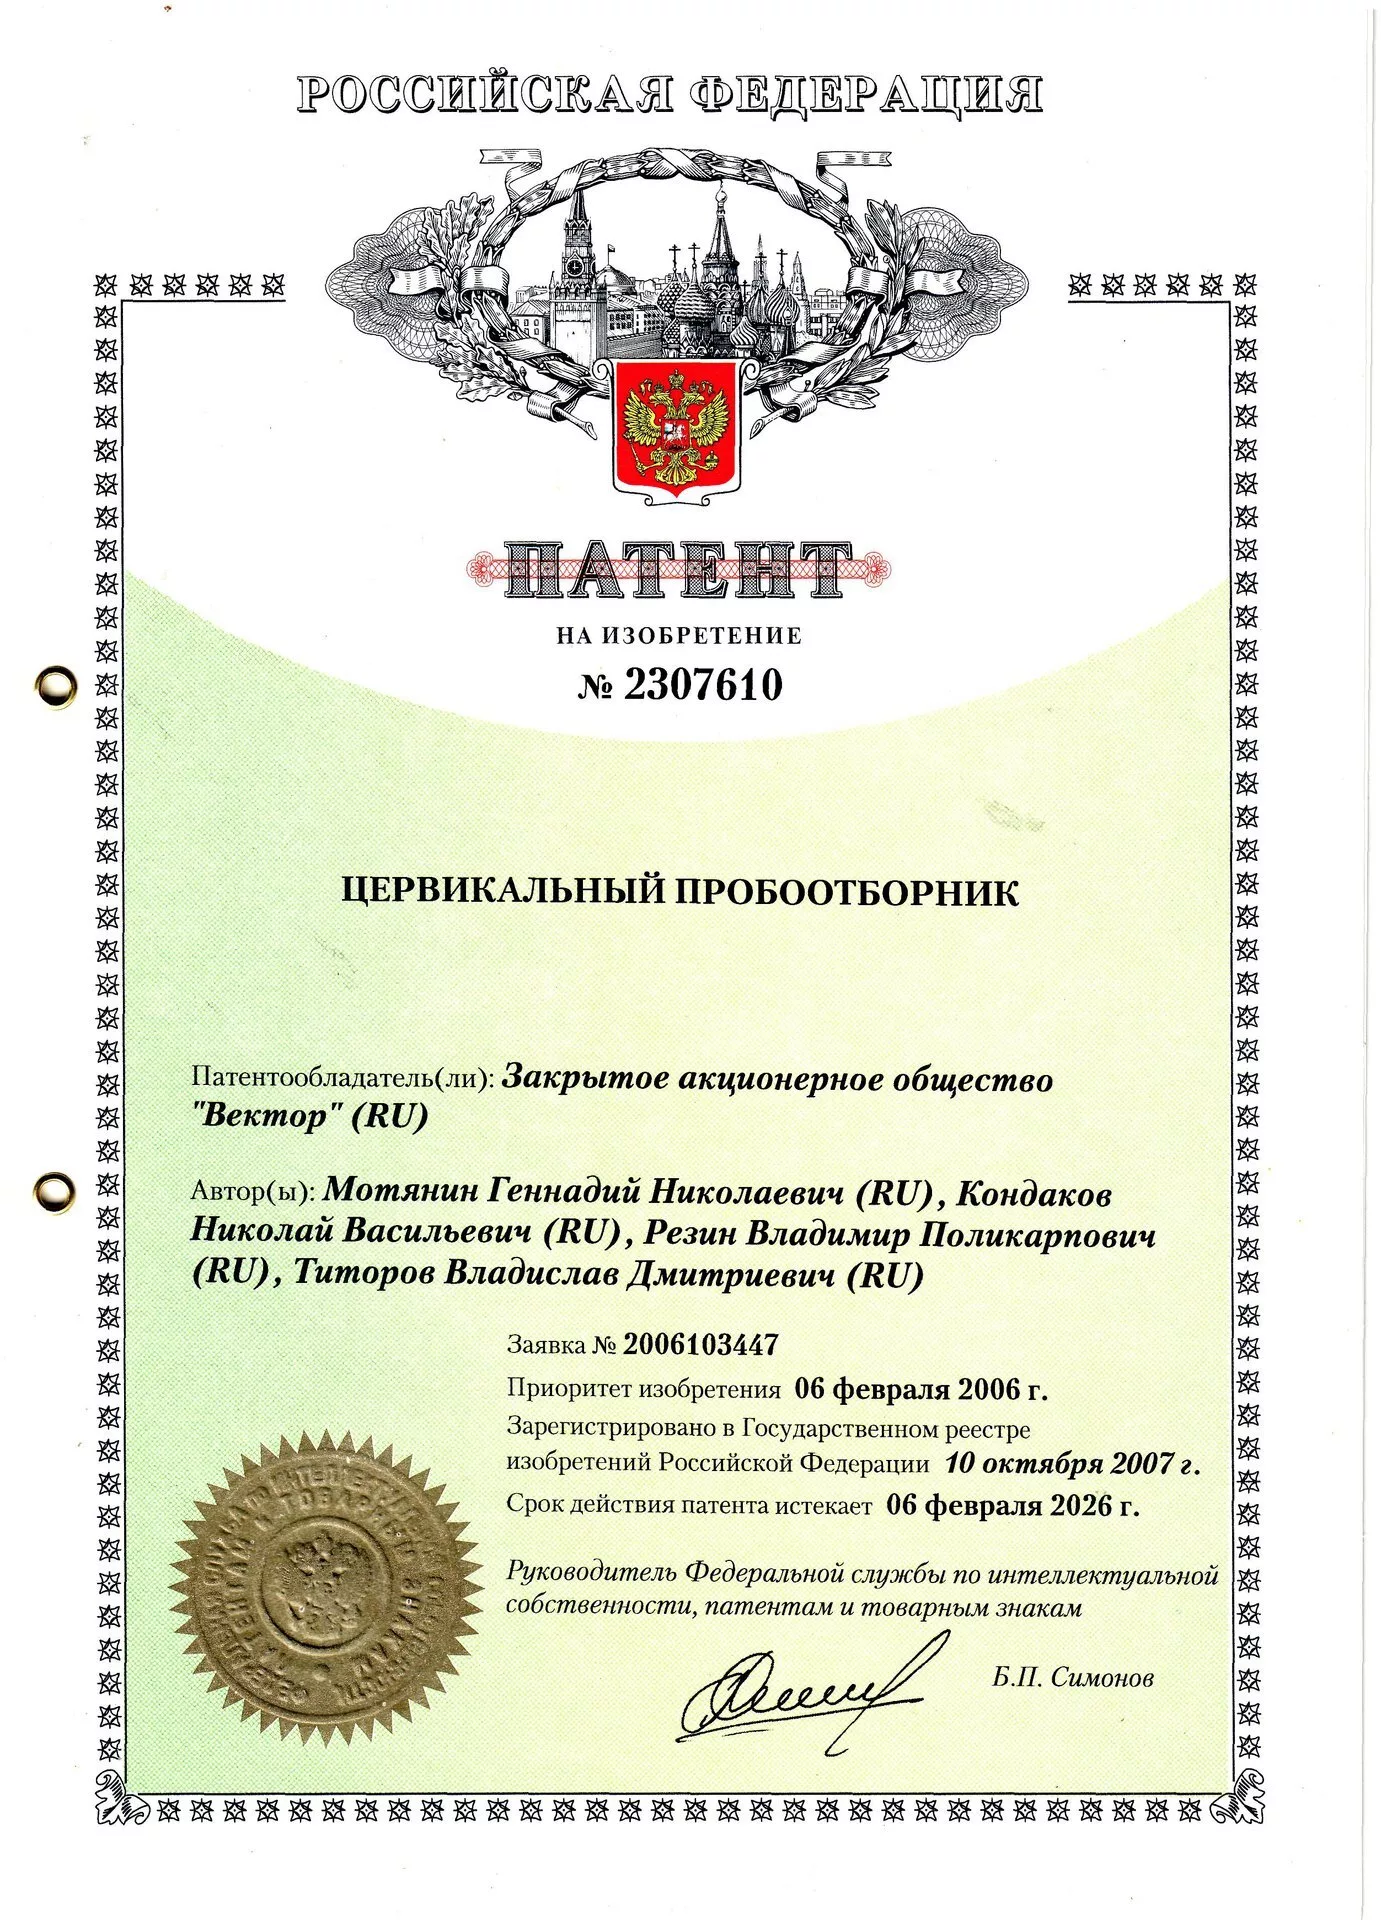 РОССИЙСКАЯ ФЕДЕРАЦИЯ
ПАТЕНТ
НА ИЗОБРЕТЕНИЕ
№ 2307610
ЦЕРВИКАЛЬНЫЙ ПРОБООТБОРНИК
Патентообладатель(ли): Закрытое акционерное общество
"Вектор" (RU)
Автор(ы): Мотянин Геннадий Николаевич (RU), Кондаков
Николай Васильевич (RU), Резин Владимир Поликарпович
(RU), Титоров Владислав Дмитриевич (RU)
Заявка № 2006103447
Приоритет изобретения 06 февраля 2006 г.
Зарегистрировано в Государственном реестре
изобретений Российской Федерации 10 октября 2007 г.
Срок действия патента истекает 06 февраля 2026 г.
Руководитель Федеральной службы по интеллектуальной
собственности, патентам и товарным знакам
Б.П. Симонов